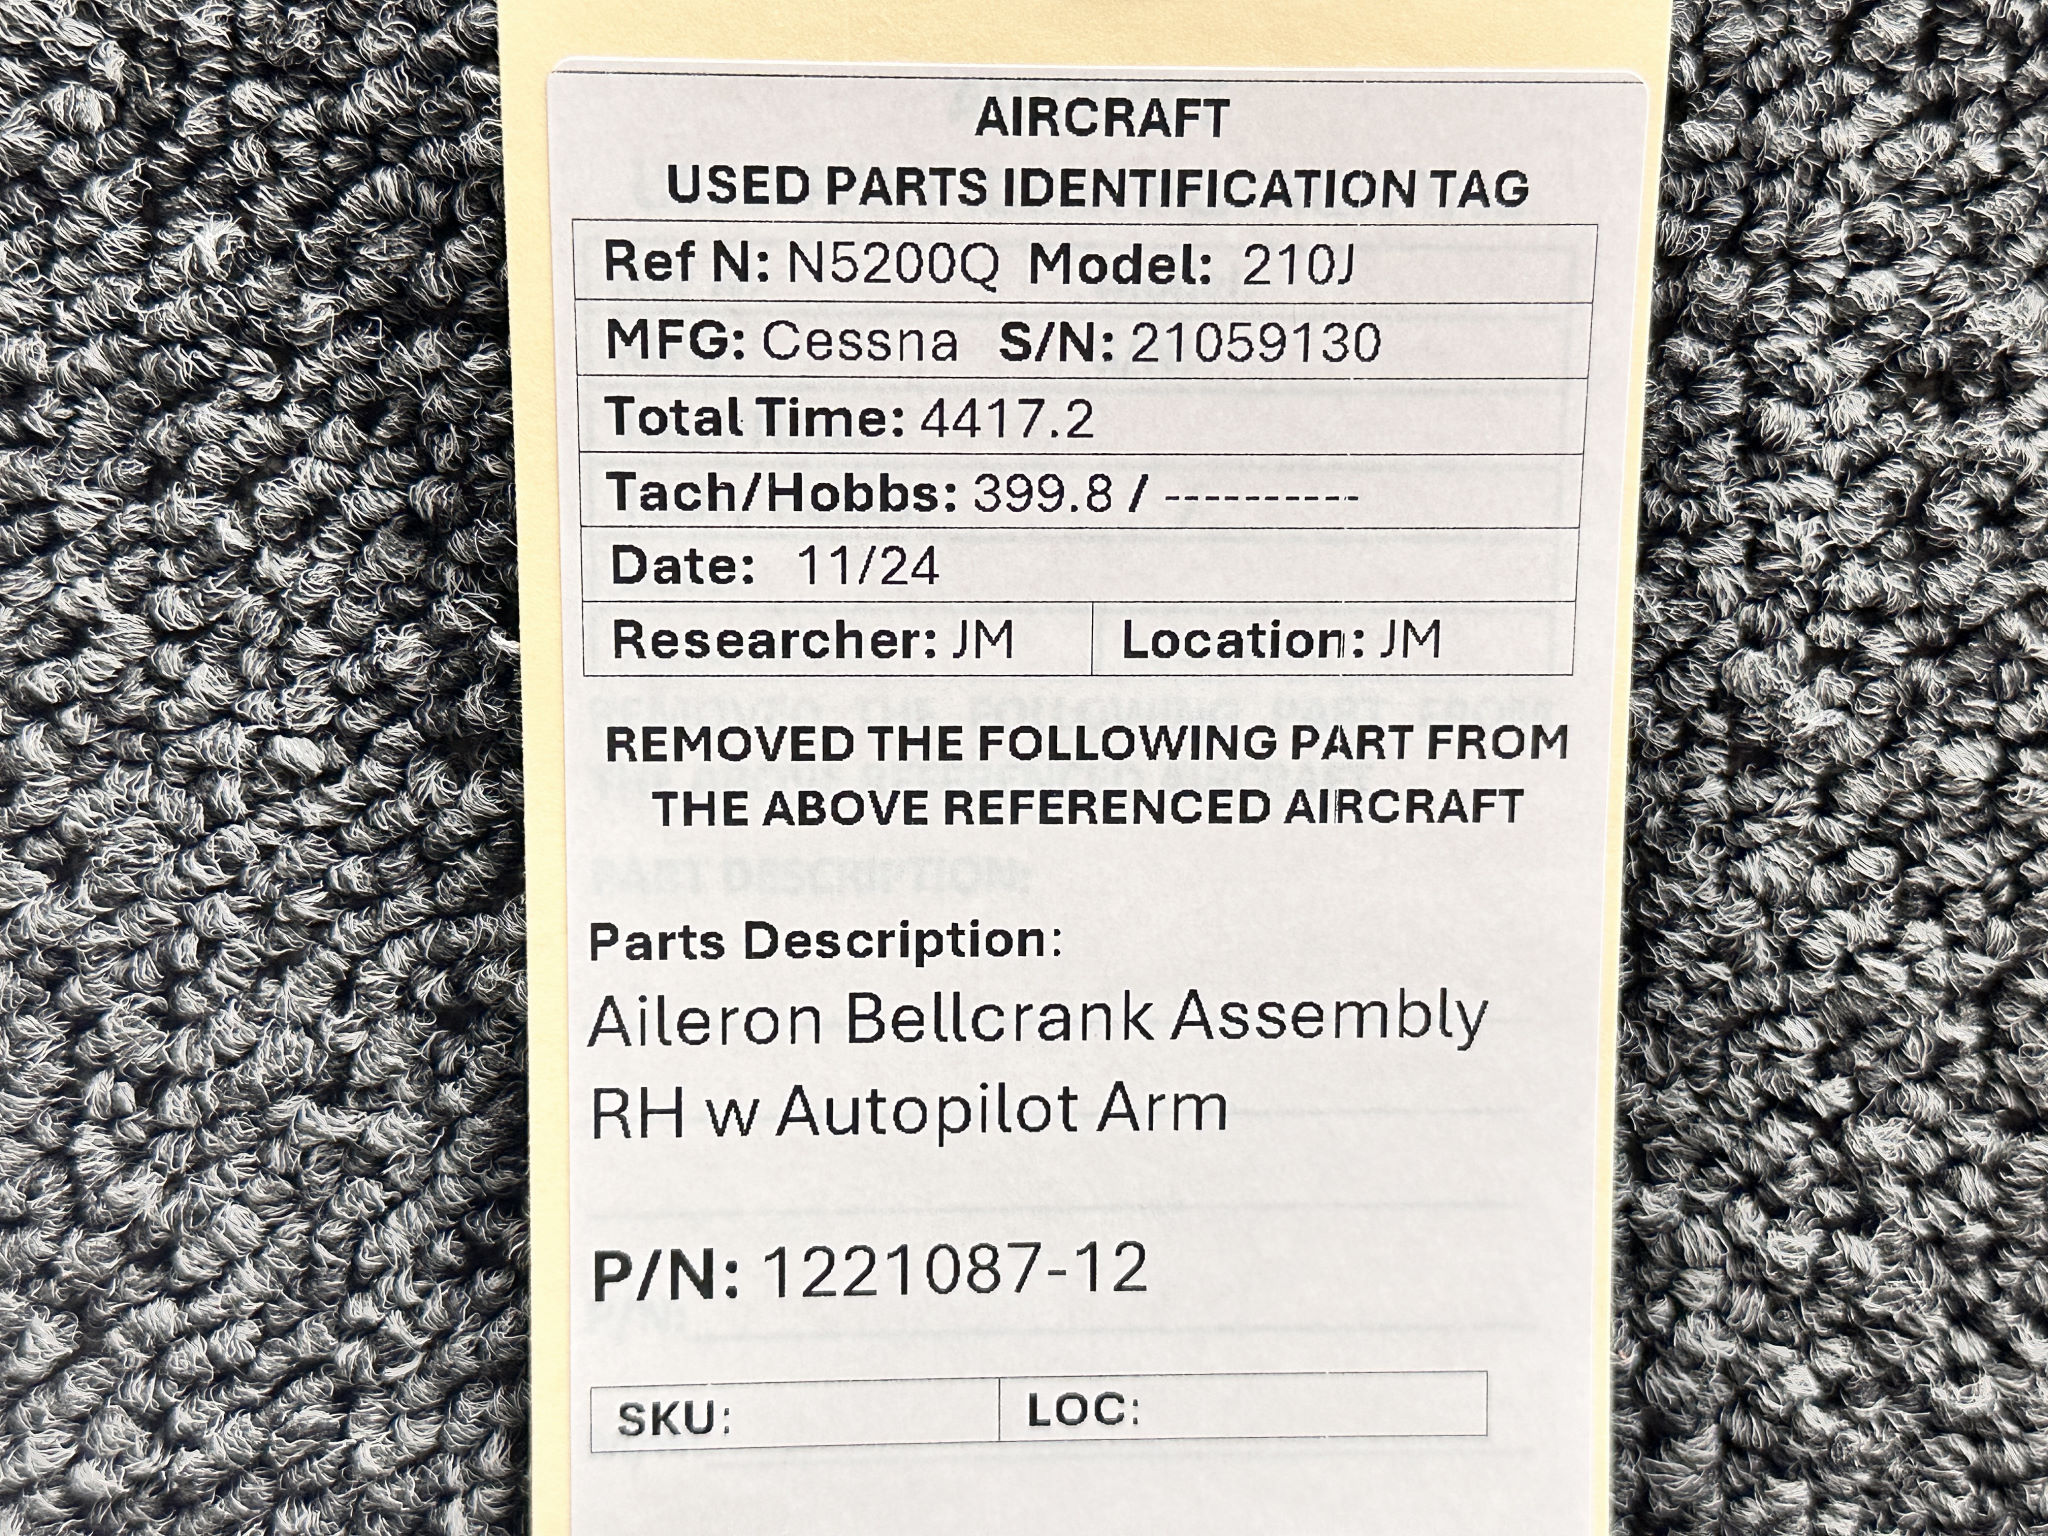 AIRCRAFT
USED PARTS IDENTIFICATION TAG
Ref N: N5200Q Model: 210J
MFG: Cessna S/N: 21059130
Total Time: 4417.2
Tach/Hobbs: 399.8 / ----------
Date: 11/24
Researcher: JM Location: JM
REMOVED THE FOLLOWING PART FROM
THE ABOVE REFERENCED AIRCRAFT
PART DESCRIPTION:
Parts Description:
Aileron Bellcrank Assembly
RH w Autopilot Arm
P/N: 1221087-12
P/N:
SKU: LOC: